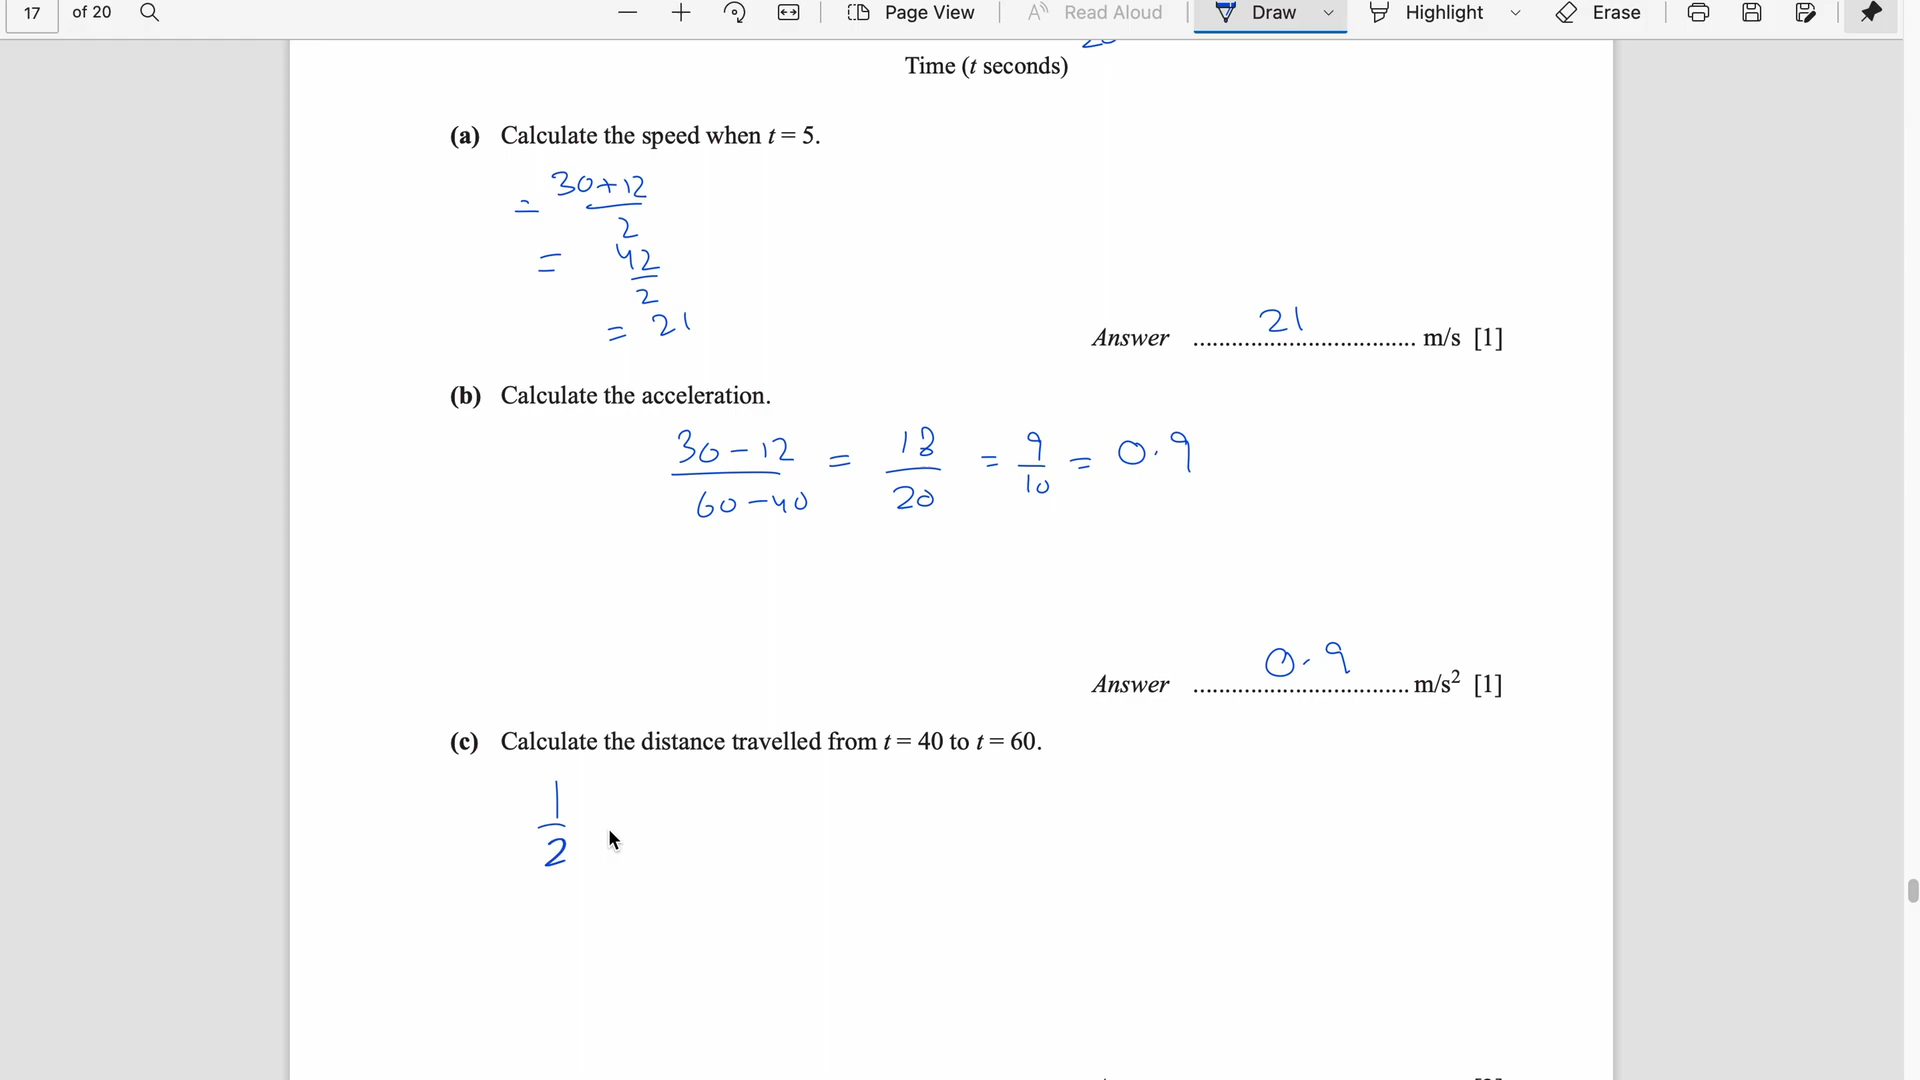 17 of 20 Page View Read Aloud Draw Highlight Erase
Time (t seconds)
(a) Calculate the speed when t = 5.
= 30+12
2
= 42
2
= 21
21
Answer .................................. m/s [1]
(b) Calculate the acceleration.
30-12 = 18 = 9 = 0.9
60-40 20 10
0.9
Answer ................................. m/s² [1]
(c) Calculate the distance travelled from t = 40 to t = 60.
1
2